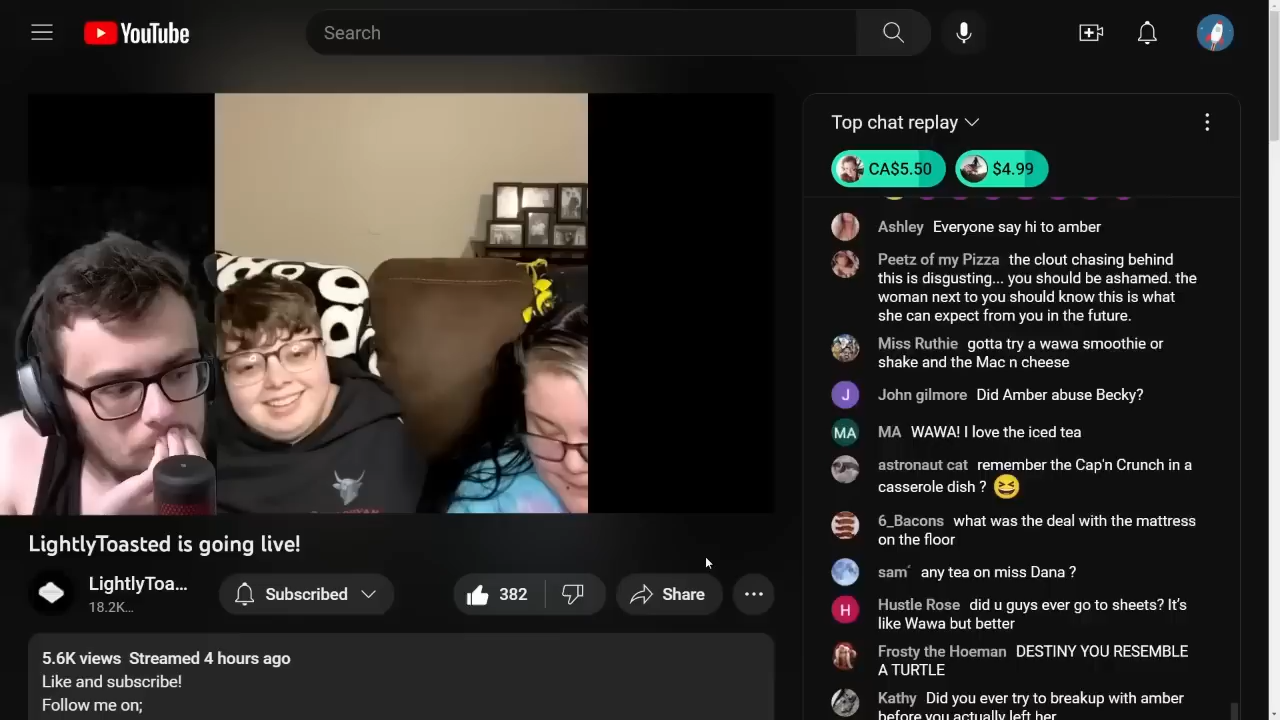 YouTube
Search
Top chat replay
CA$5.50
$4.99
Ashley Everyone say hi to amber
Peetz of my Pizza the clout chasing behind
this is disgusting... you should be ashamed. the
woman next to you should know this is what
she can expect from you in the future.
Miss Ruthie gotta try a wawa smoothie or
shake and the Mac n cheese
J
John gilmore Did Amber abuse Becky?
MA
MA WAWA! I love the iced tea
astronaut cat remember the Cap'n Crunch in a
casserole dish ? 😆
6_Bacons what was the deal with the mattress
on the floor
sam' any tea on miss Dana ?
H
Hustle Rose did u guys ever go to sheets? It's
like Wawa but better
Frosty the Hoeman DESTINY YOU RESEMBLE
A TURTLE
Kathy Did you ever try to breakup with amber
before you actually left her
LightlyToasted is going live!
LightlyToa...
18.2K...
Subscribed
382
Share
5.6K views Streamed 4 hours ago
Like and subscribe!
Follow me on;